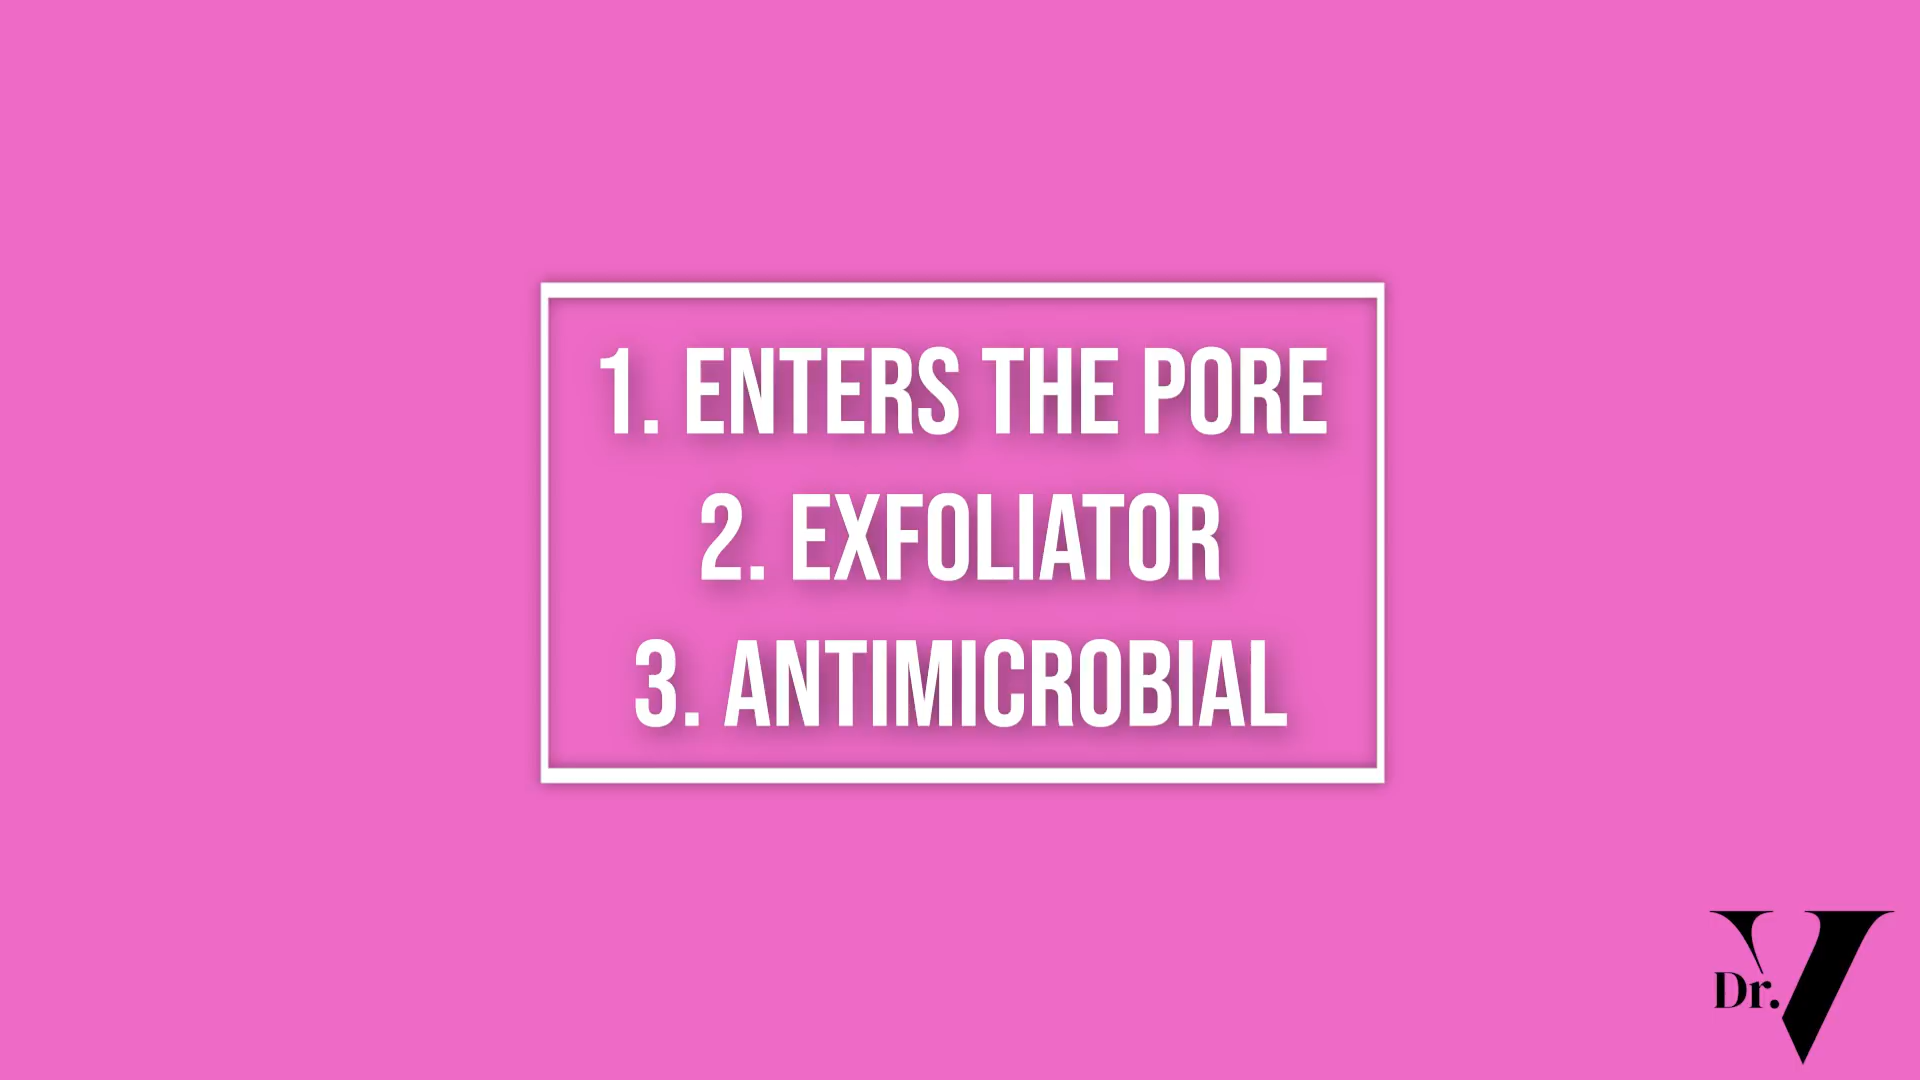 1. ENTERS THE PORE
2. EXFOLIATOR
3. ANTIMICROBIAL
Dr. V